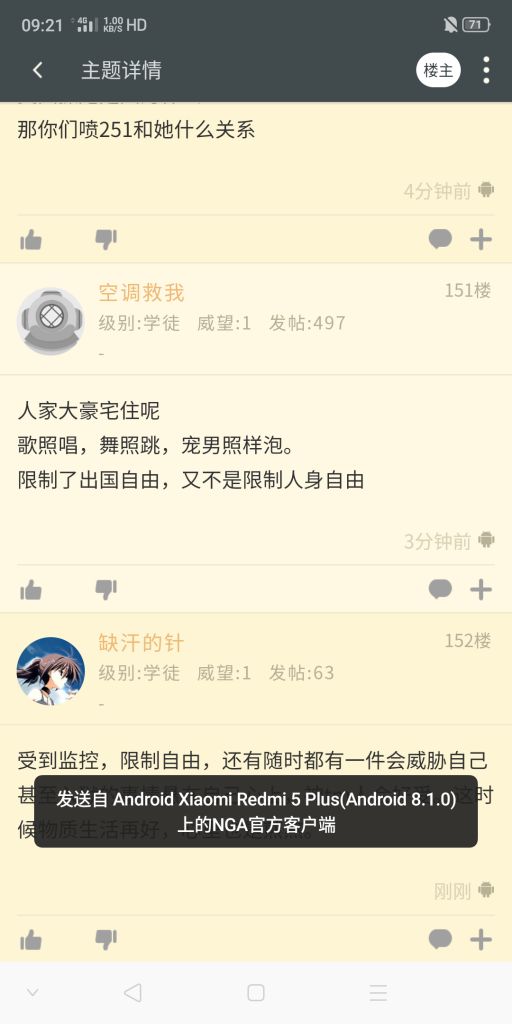 09:21 4G 1.00 KB/S HD 71
主题详情 楼主
那你们喷251和她什么关系
4分钟前
空调救我 151楼
级别:学徒 威望:1 发帖:497
-
人家大豪宅住呢
歌照唱，舞照跳，宠男照样泡。
限制了出国自由，又不是限制人身自由
3分钟前
缺汗的针 152楼
级别:学徒 威望:1 发帖:63
-
受到监控，限制自由，还有随时都有一件会威胁自己
甚 这时
候物质生活再好，
发送自 Android Xiaomi Redmi 5 Plus(Android 8.1.0)
上的NGA官方客户端
刚刚